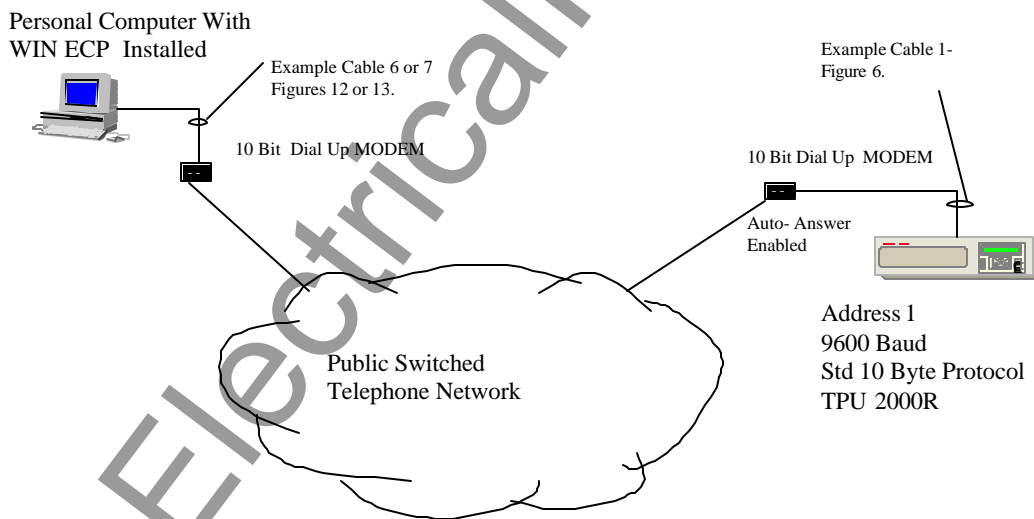 Personal Computer With
WIN ECP Installed
Example Cable 6 or 7
Figures 12 or 13.
10 Bit Dial Up MODEM
Example Cable 1-
Figure 6.
10 Bit Dial Up MODEM
Auto- Answer
Enabled
Public Switched
Telephone Network
Address 1
9600 Baud
Std 10 Byte Protocol
TPU 2000R
Electrical